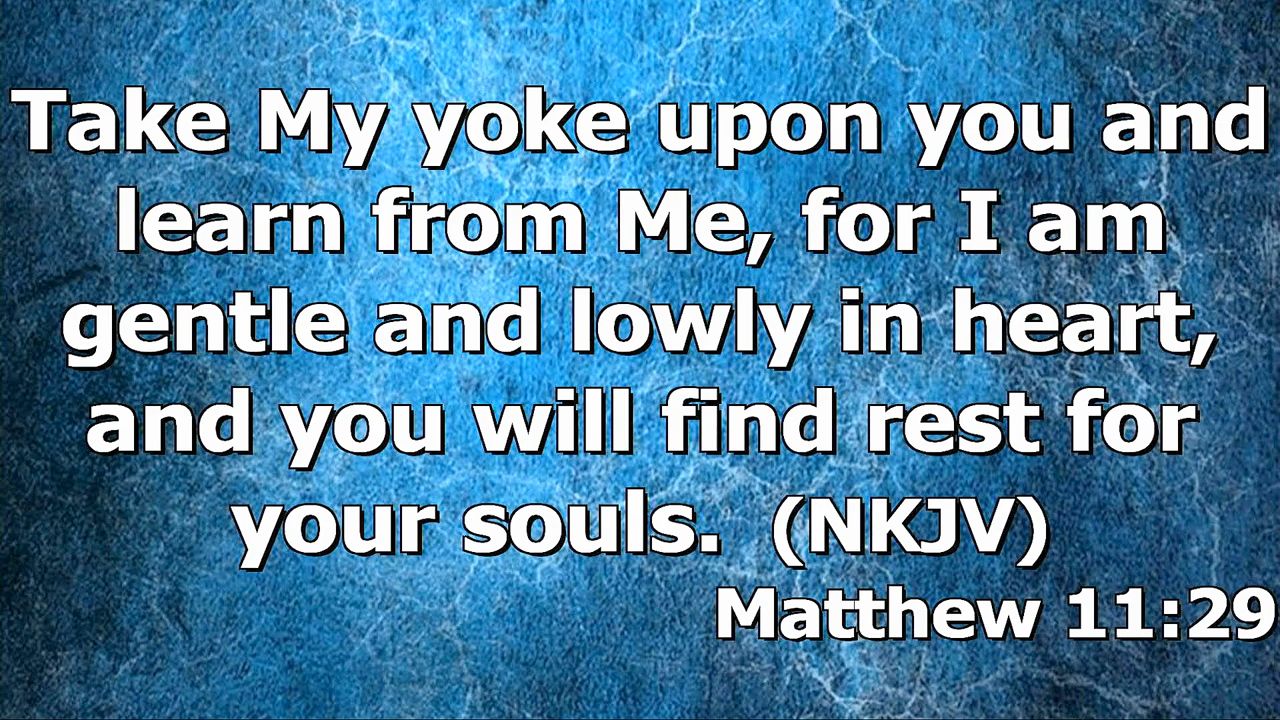 Take My yoke upon you and
learn from Me, for I am
gentle and lowly in heart,
and you will find rest for
your souls.  (NKJV)
Matthew 11:29